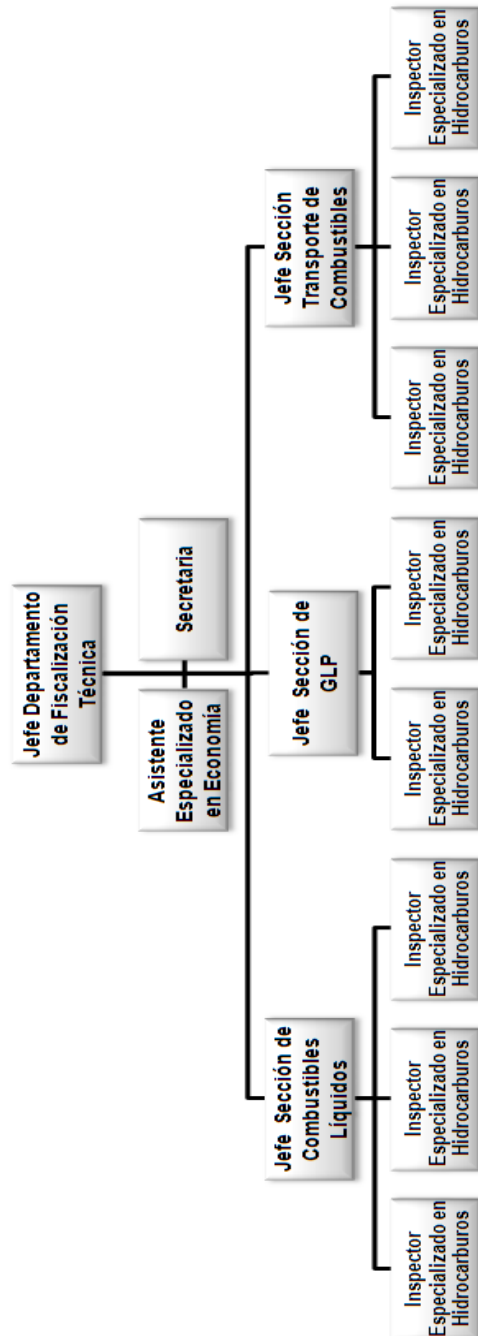 Jefe Departamento
de Fiscalización
Técnica
Asistente
Especializado
en Economía
Secretaria
Jefe Sección de
Combustibles
Líquidos
Jefe Sección de
GLP
Jefe Sección
Transporte de
Combustibles
Inspector
Especializado en
Hidrocarburos
Inspector
Especializado en
Hidrocarburos
Inspector
Especializado en
Hidrocarburos
Inspector
Especializado en
Hidrocarburos
Inspector
Especializado en
Hidrocarburos
Inspector
Especializado en
Hidrocarburos
Inspector
Especializado en
Hidrocarburos
Inspector
Especializado en
Hidrocarburos